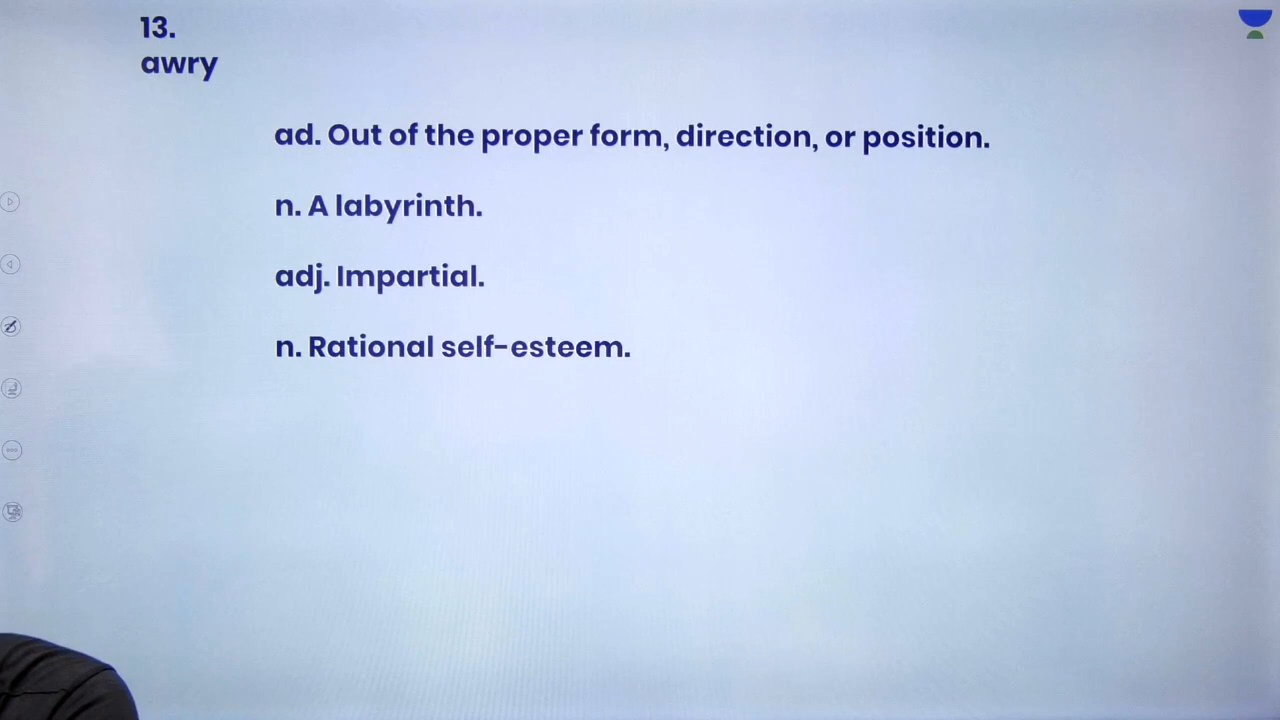 13.
awry
ad. Out of the proper form, direction, or position.
n. A labyrinth.
adj. Impartial.
n. Rational self-esteem.